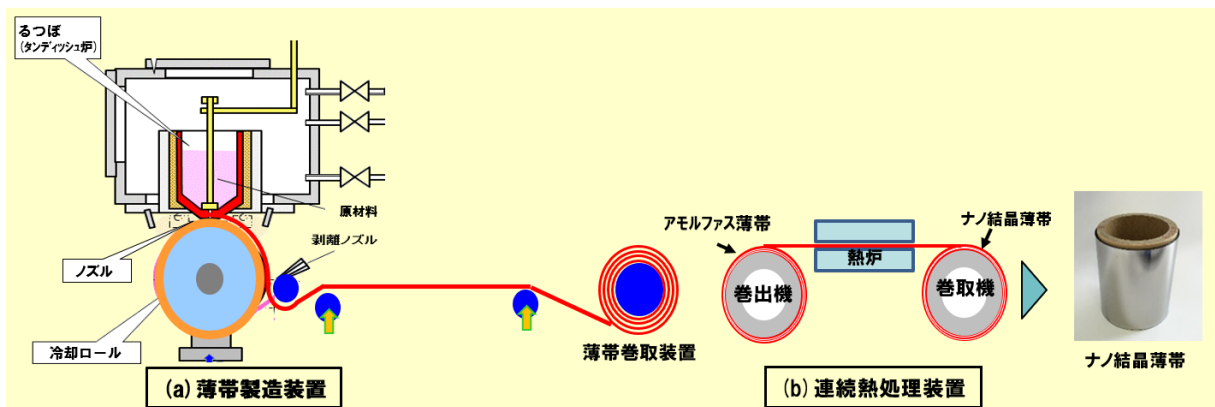 るつぼ
(タンディッシュ炉)
原材料
剥離ノズル
ノズル
冷却ロール
薄帯巻取装置
(a) 薄帯製造装置
アモルファス薄帯
ナノ結晶薄帯
熱炉
巻出機
巻取機
(b) 連続熱処理装置
ナノ結晶薄帯